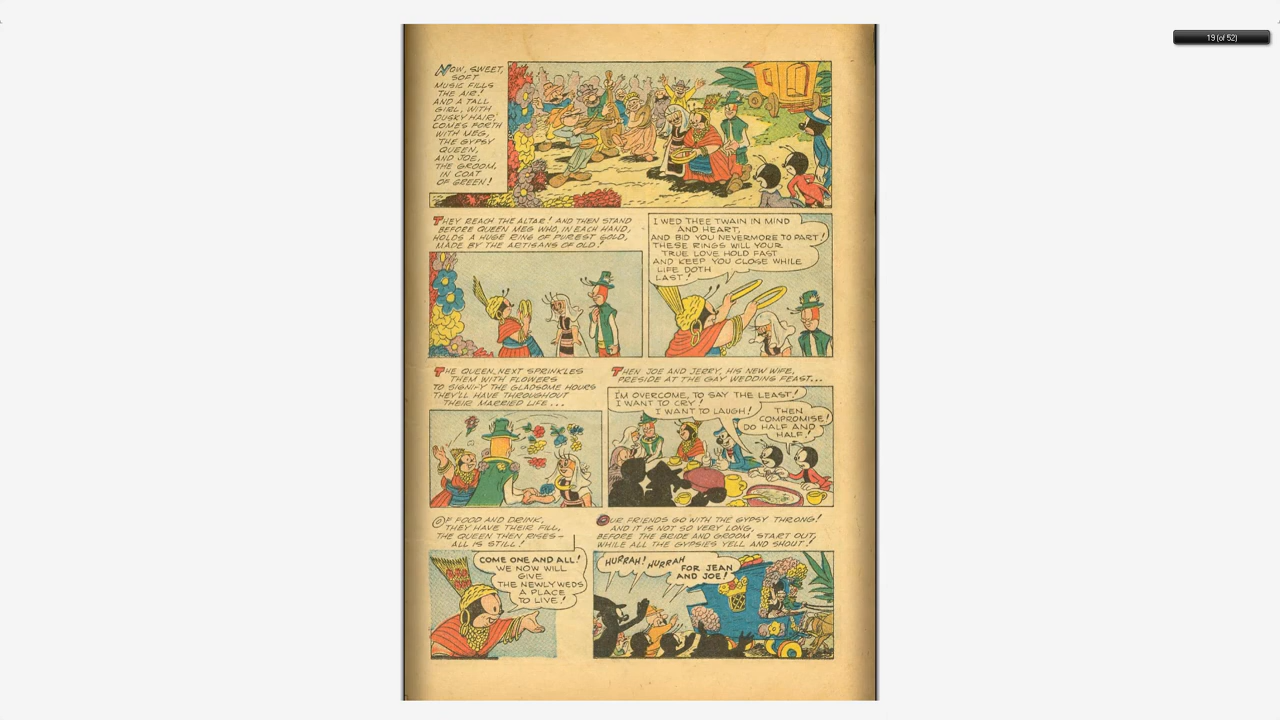 19 (of 52)
NOW, SWEET,
SOFT
MUSIC FILLS
THE AIR!
AND A TALL
GIRL, WITH
DUSKY HAIR,
COMES FORTH
WITH MEG,
THE GYPSY
QUEEN,
AND JOE,
THE GROOM,
IN COAT
OF GREEN!
THEY REACH THE ALTAR! AND THEN STAND
BEFORE QUEEN MEG WHO, IN EACH HAND,
HOLDS A HUGE RING OF PUREST GOLD,
MADE BY THE ARTISANS OF OLD!
I WED THEE TWAIN IN MIND
AND HEART,
AND BID YOU NEVERMORE TO PART!
THESE RINGS WILL YOUR
TRUE LOVE HOLD FAST
AND KEEP YOU CLOSE WHILE
LIFE DOTH
LAST!
THE QUEEN NEXT SPRINKLES
THEM WITH FLOWERS
TO SIGNIFY THE GLADSOME HOURS
THEY'LL HAVE THROUGHOUT
THEIR MARRIED LIFE...
THEN JOE AND JERRY, HIS NEW WIFE,
PRESIDE AT THE GAY WEDDING FEAST...
I'M OVERCOME, TO SAY THE LEAST!
I WANT TO CRY!
I WANT TO LAUGH!
THEN
COMPROMISE!
DO HALF AND
HALF!
OF FOOD AND DRINK,
THEY HAVE THEIR FILL,
THE QUEEN THEN RISES—
ALL IS STILL!
COME ONE AND ALL!
WE NOW WILL
GIVE
THE NEWLYWEDS
A PLACE
TO LIVE!
OUR FRIENDS GO WITH THE GYPSY THRONG!
AND IT IS NOT SO VERY LONG,
BEFORE THE BRIDE AND GROOM START OUT,
WHILE ALL THE GYPSIES YELL AND SHOUT!
HURRAH! HURRAH
FOR JEAN
AND JOE!